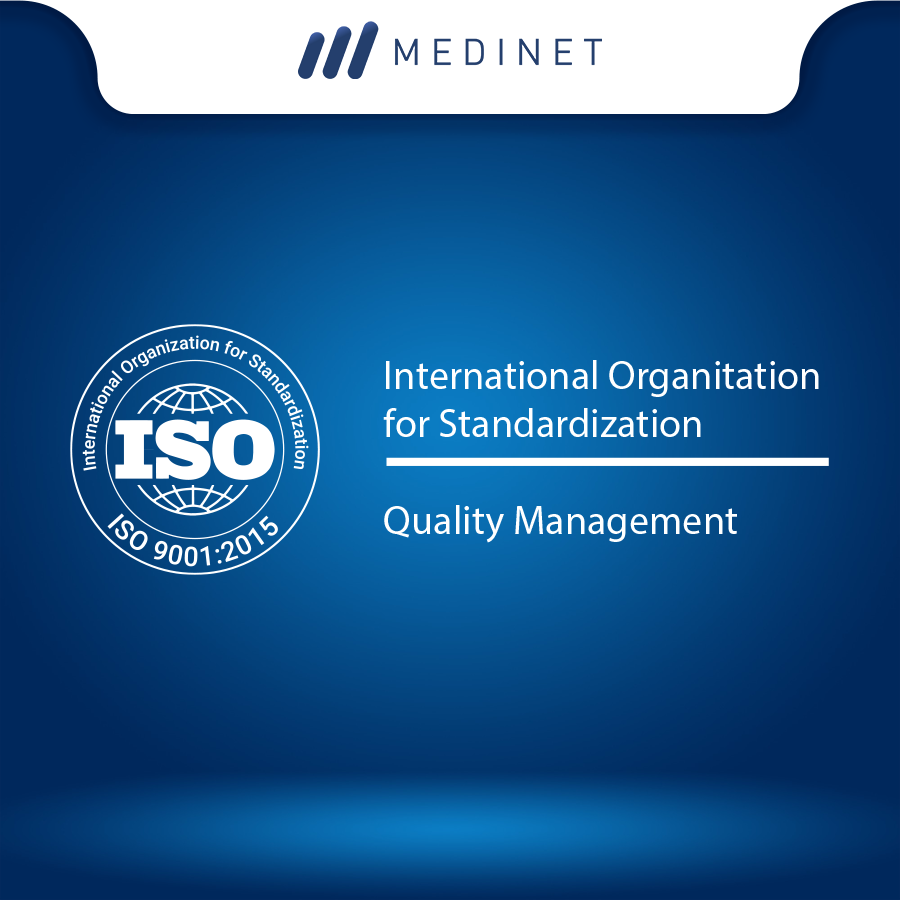 MEDINET
International Organization for Standardization
ISO
ISO 9001:2015
International Organitation
for Standardization
Quality Management